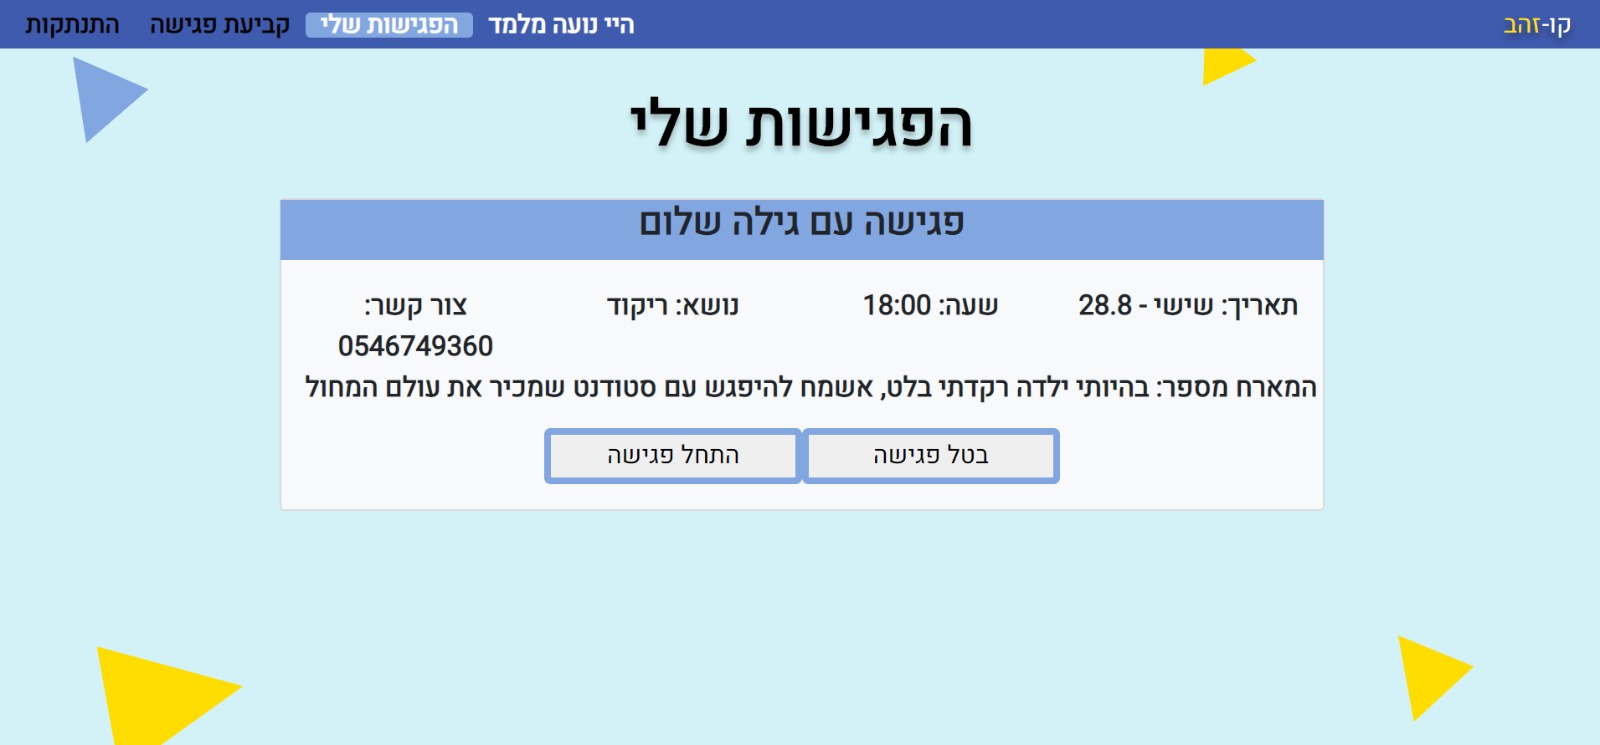 קו-זהב
היי נועה מלמד
הפגישות שלי
קביעת פגישה
התנתקות
הפגישות שלי
פגישה עם גילה שלום
תאריך: שישי - 28.8
שעה: 18:00
נושא: ריקוד
צור קשר:
0546749360
המארח מספר: בהיותי ילדה רקדתי בלט, אשמח להיפגש עם סטודנט שמכיר את עולם המחול
בטל פגישה
התחל פגישה